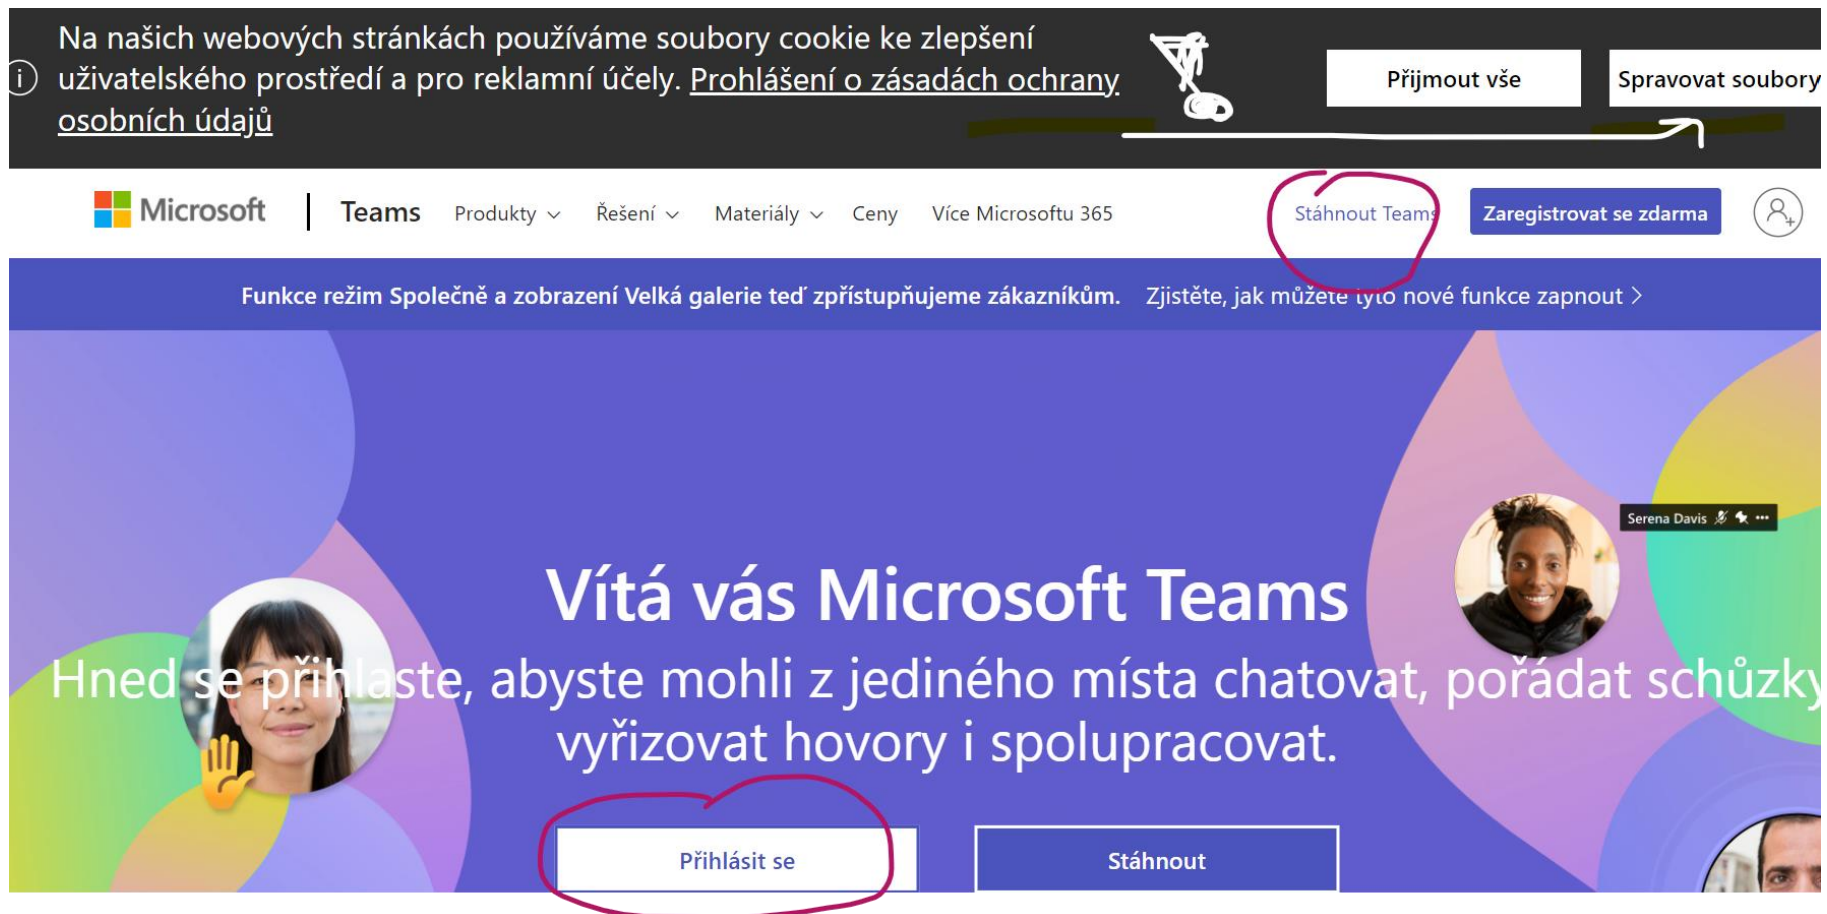 Na našich webových stránkách používáme soubory cookie ke zlepšení
uživatelského prostředí a pro reklamní účely. Prohlášení o zásadách ochrany
osobních údajů
Přijmout vše
Spravovat soubory
Microsoft
Teams
Produkty
Řešení
Materiály
Ceny
Více Microsoftu 365
Stáhnout Teams
Zaregistrovat se zdarma
Funkce režim Společně a zobrazení Velká galerie teď zpřístupňujeme zákazníkům. Zjistěte, jak můžete tyto nové funkce zapnout >
Serena Davis
Vítá vás Microsoft Teams
Hned se přihlaste, abyste mohli z jediného místa chatovat, pořádat schůzky
vyřizovat hovory i spolupracovat.
Přihlásit se
Stáhnout